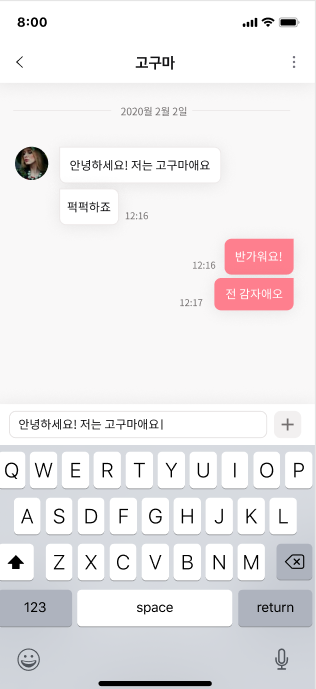 8:00
고구마
2020년 2월 2일
안녕하세요! 저는 고구마애요
퍽퍽하죠
12:16
반가워요!
12:16
전 감자애오
12:17
안녕하세요! 저는 고구마애요
Q W E R T Y U I O P
A S D F G H J K L
Z X C V B N M
123 space return